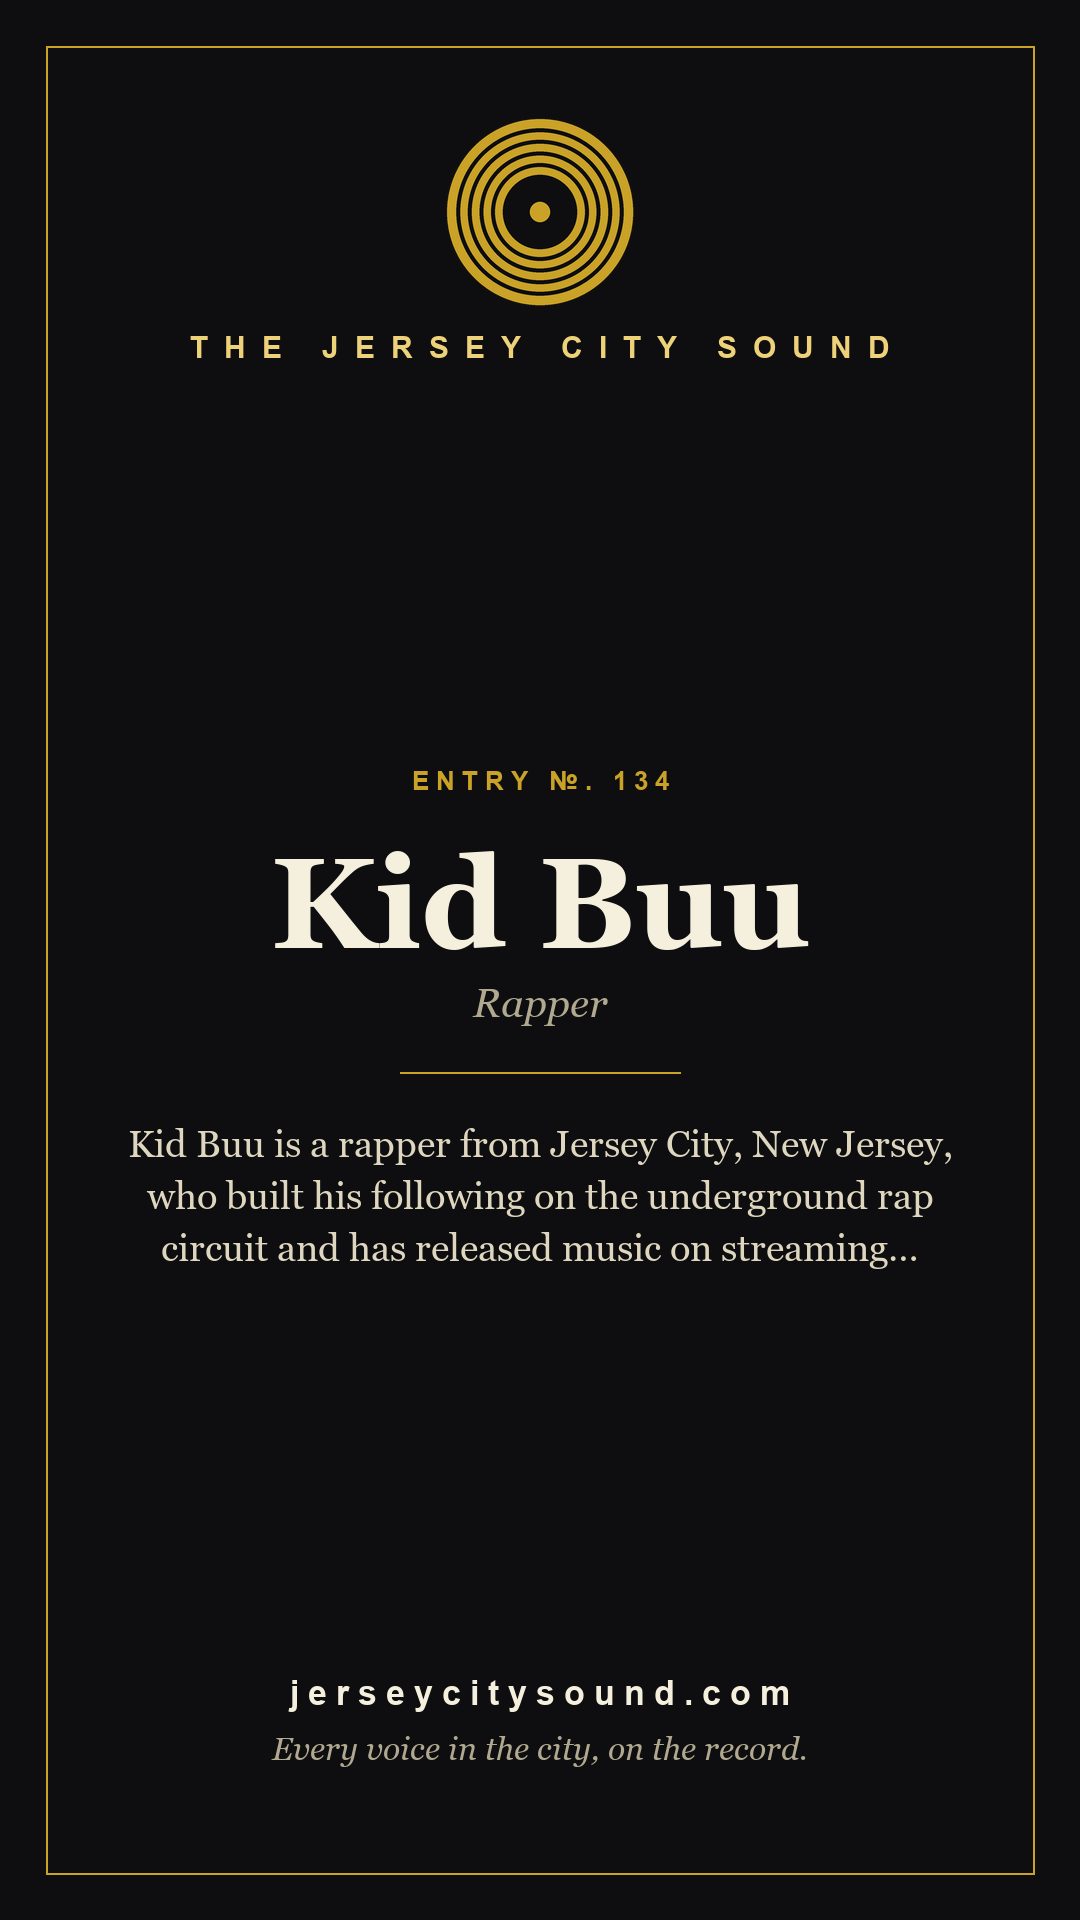 THE JERSEY CITY SOUND
ENTRY №. 134
Kid Buu
Rapper
Kid Buu is a rapper from Jersey City, New Jersey,
who built his following on the underground rap
circuit and has released music on streaming...
jerseycitysound.com
Every voice in the city, on the record.